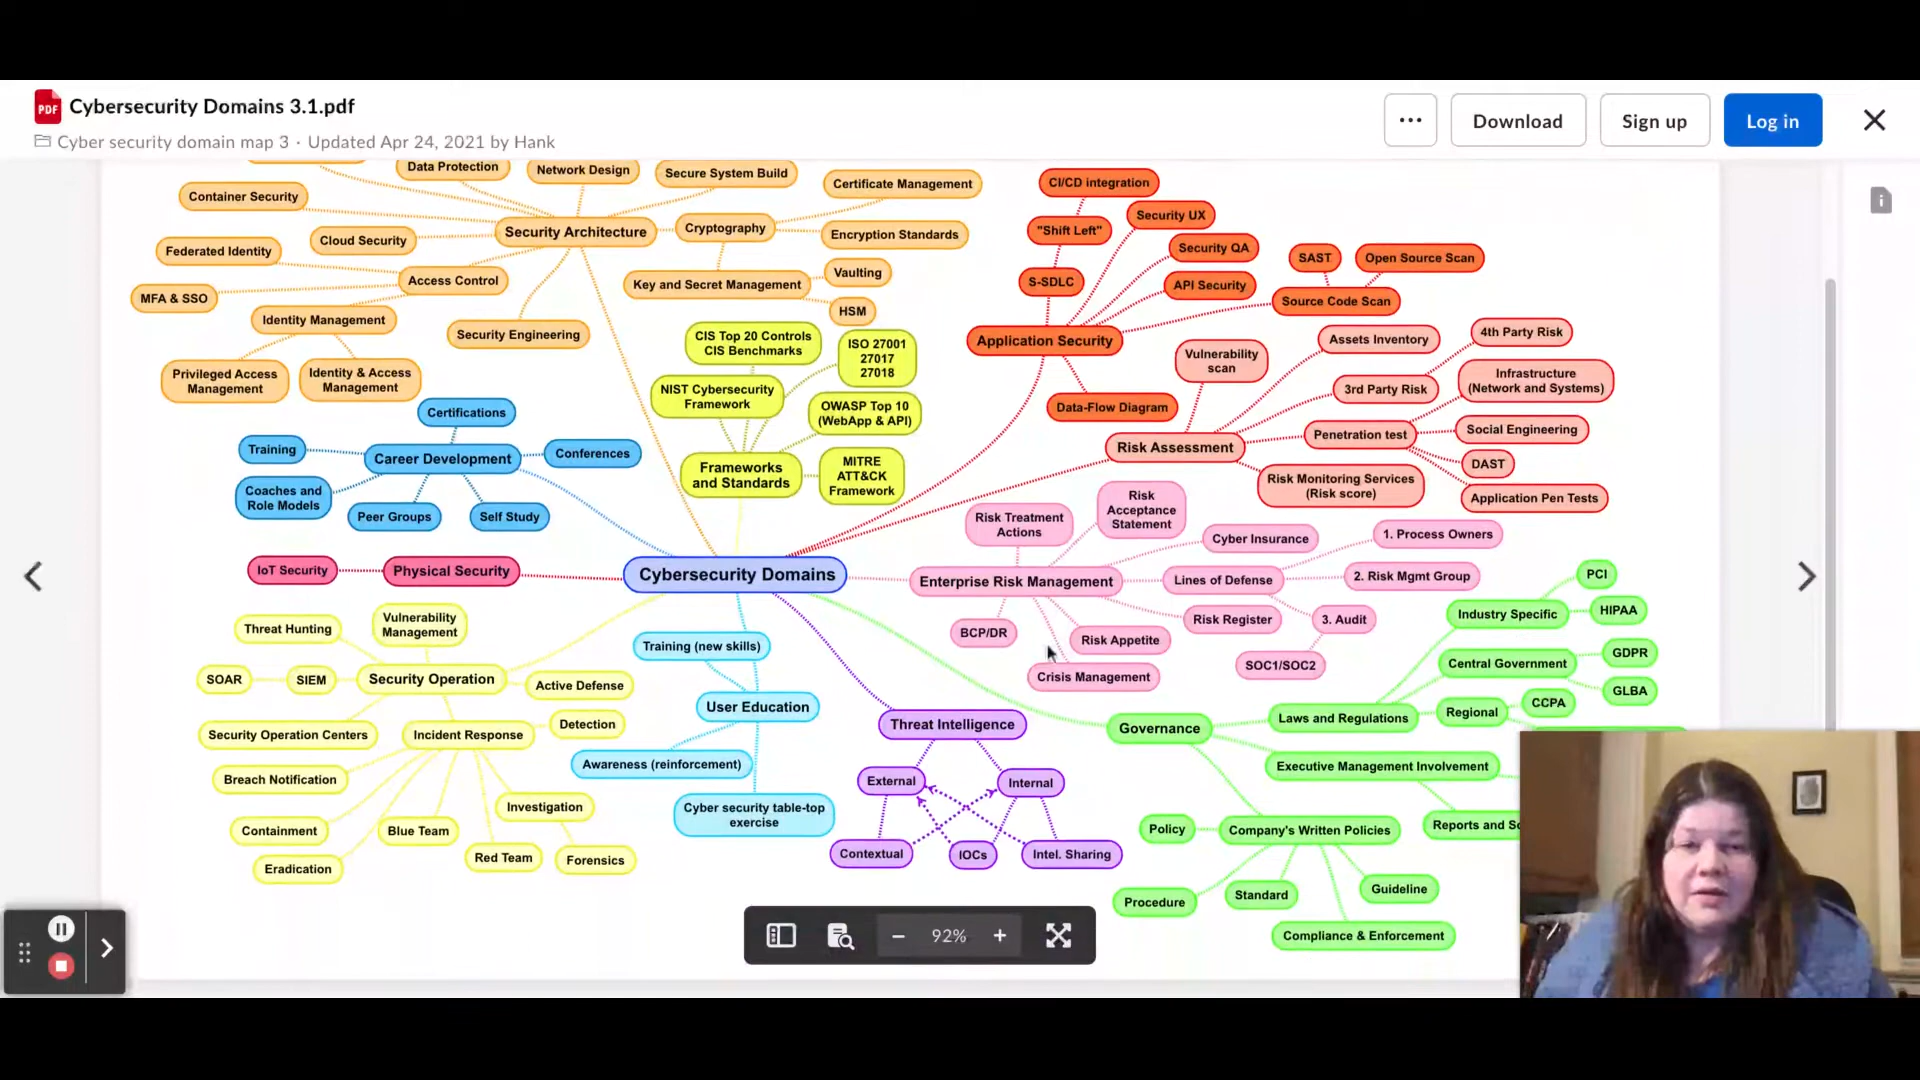 PDF
Cybersecurity Domains 3.1.pdf
Cyber security domain map 3 · Updated Apr 24, 2021 by Hank
Download
Sign up
Log in
Data Protection
Network Design
Secure System Build
Certificate Management
Container Security
Security Architecture
Cryptography
Encryption Standards
Cloud Security
Federated Identity
Access Control
Key and Secret Management
Vaulting
MFA & SSO
HSM
Identity Management
Security Engineering
Privileged Access
Management
Identity & Access
Management
CI/CD integration
Security UX
"Shift Left"
Security QA
SAST
Open Source Scan
S-SDLC
API Security
Source Code Scan
Application Security
Data-Flow Diagram
CIS Top 20 Controls
CIS Benchmarks
ISO 27001
27017
27018
NIST Cybersecurity
Framework
OWASP Top 10
(WebApp & API)
Frameworks
and Standards
MITRE
ATT&CK
Framework
Vulnerability
scan
Assets Inventory
4th Party Risk
3rd Party Risk
Infrastructure
(Network and Systems)
Risk Assessment
Penetration test
Social Engineering
DAST
Risk Monitoring Services
(Risk score)
Application Pen Tests
Certifications
Training
Career Development
Conferences
Coaches and
Role Models
Peer Groups
Self Study
IoT Security
Physical Security
Cybersecurity Domains
Risk Treatment
Actions
Risk
Acceptance
Statement
Cyber Insurance
1. Process Owners
Enterprise Risk Management
Lines of Defense
2. Risk Mgmt Group
Risk Register
3. Audit
BCP/DR
Risk Appetite
SOC1/SOC2
Crisis Management
Threat Hunting
Vulnerability
Management
SOAR
SIEM
Security Operation
Active Defense
Security Operation Centers
Incident Response
Detection
Breach Notification
Investigation
Containment
Blue Team
Red Team
Forensics
Eradication
Training (new skills)
User Education
Awareness (reinforcement)
Cyber security table-top
exercise
Threat Intelligence
External
Internal
Contextual
IOCs
Intel. Sharing
PCI
Industry Specific
HIPAA
Central Government
GDPR
GLBA
Governance
Laws and Regulations
Regional
CCPA
Executive Management Involvement
Policy
Company's Written Policies
Reports and Sc
Procedure
Standard
Guideline
Compliance & Enforcement
92%